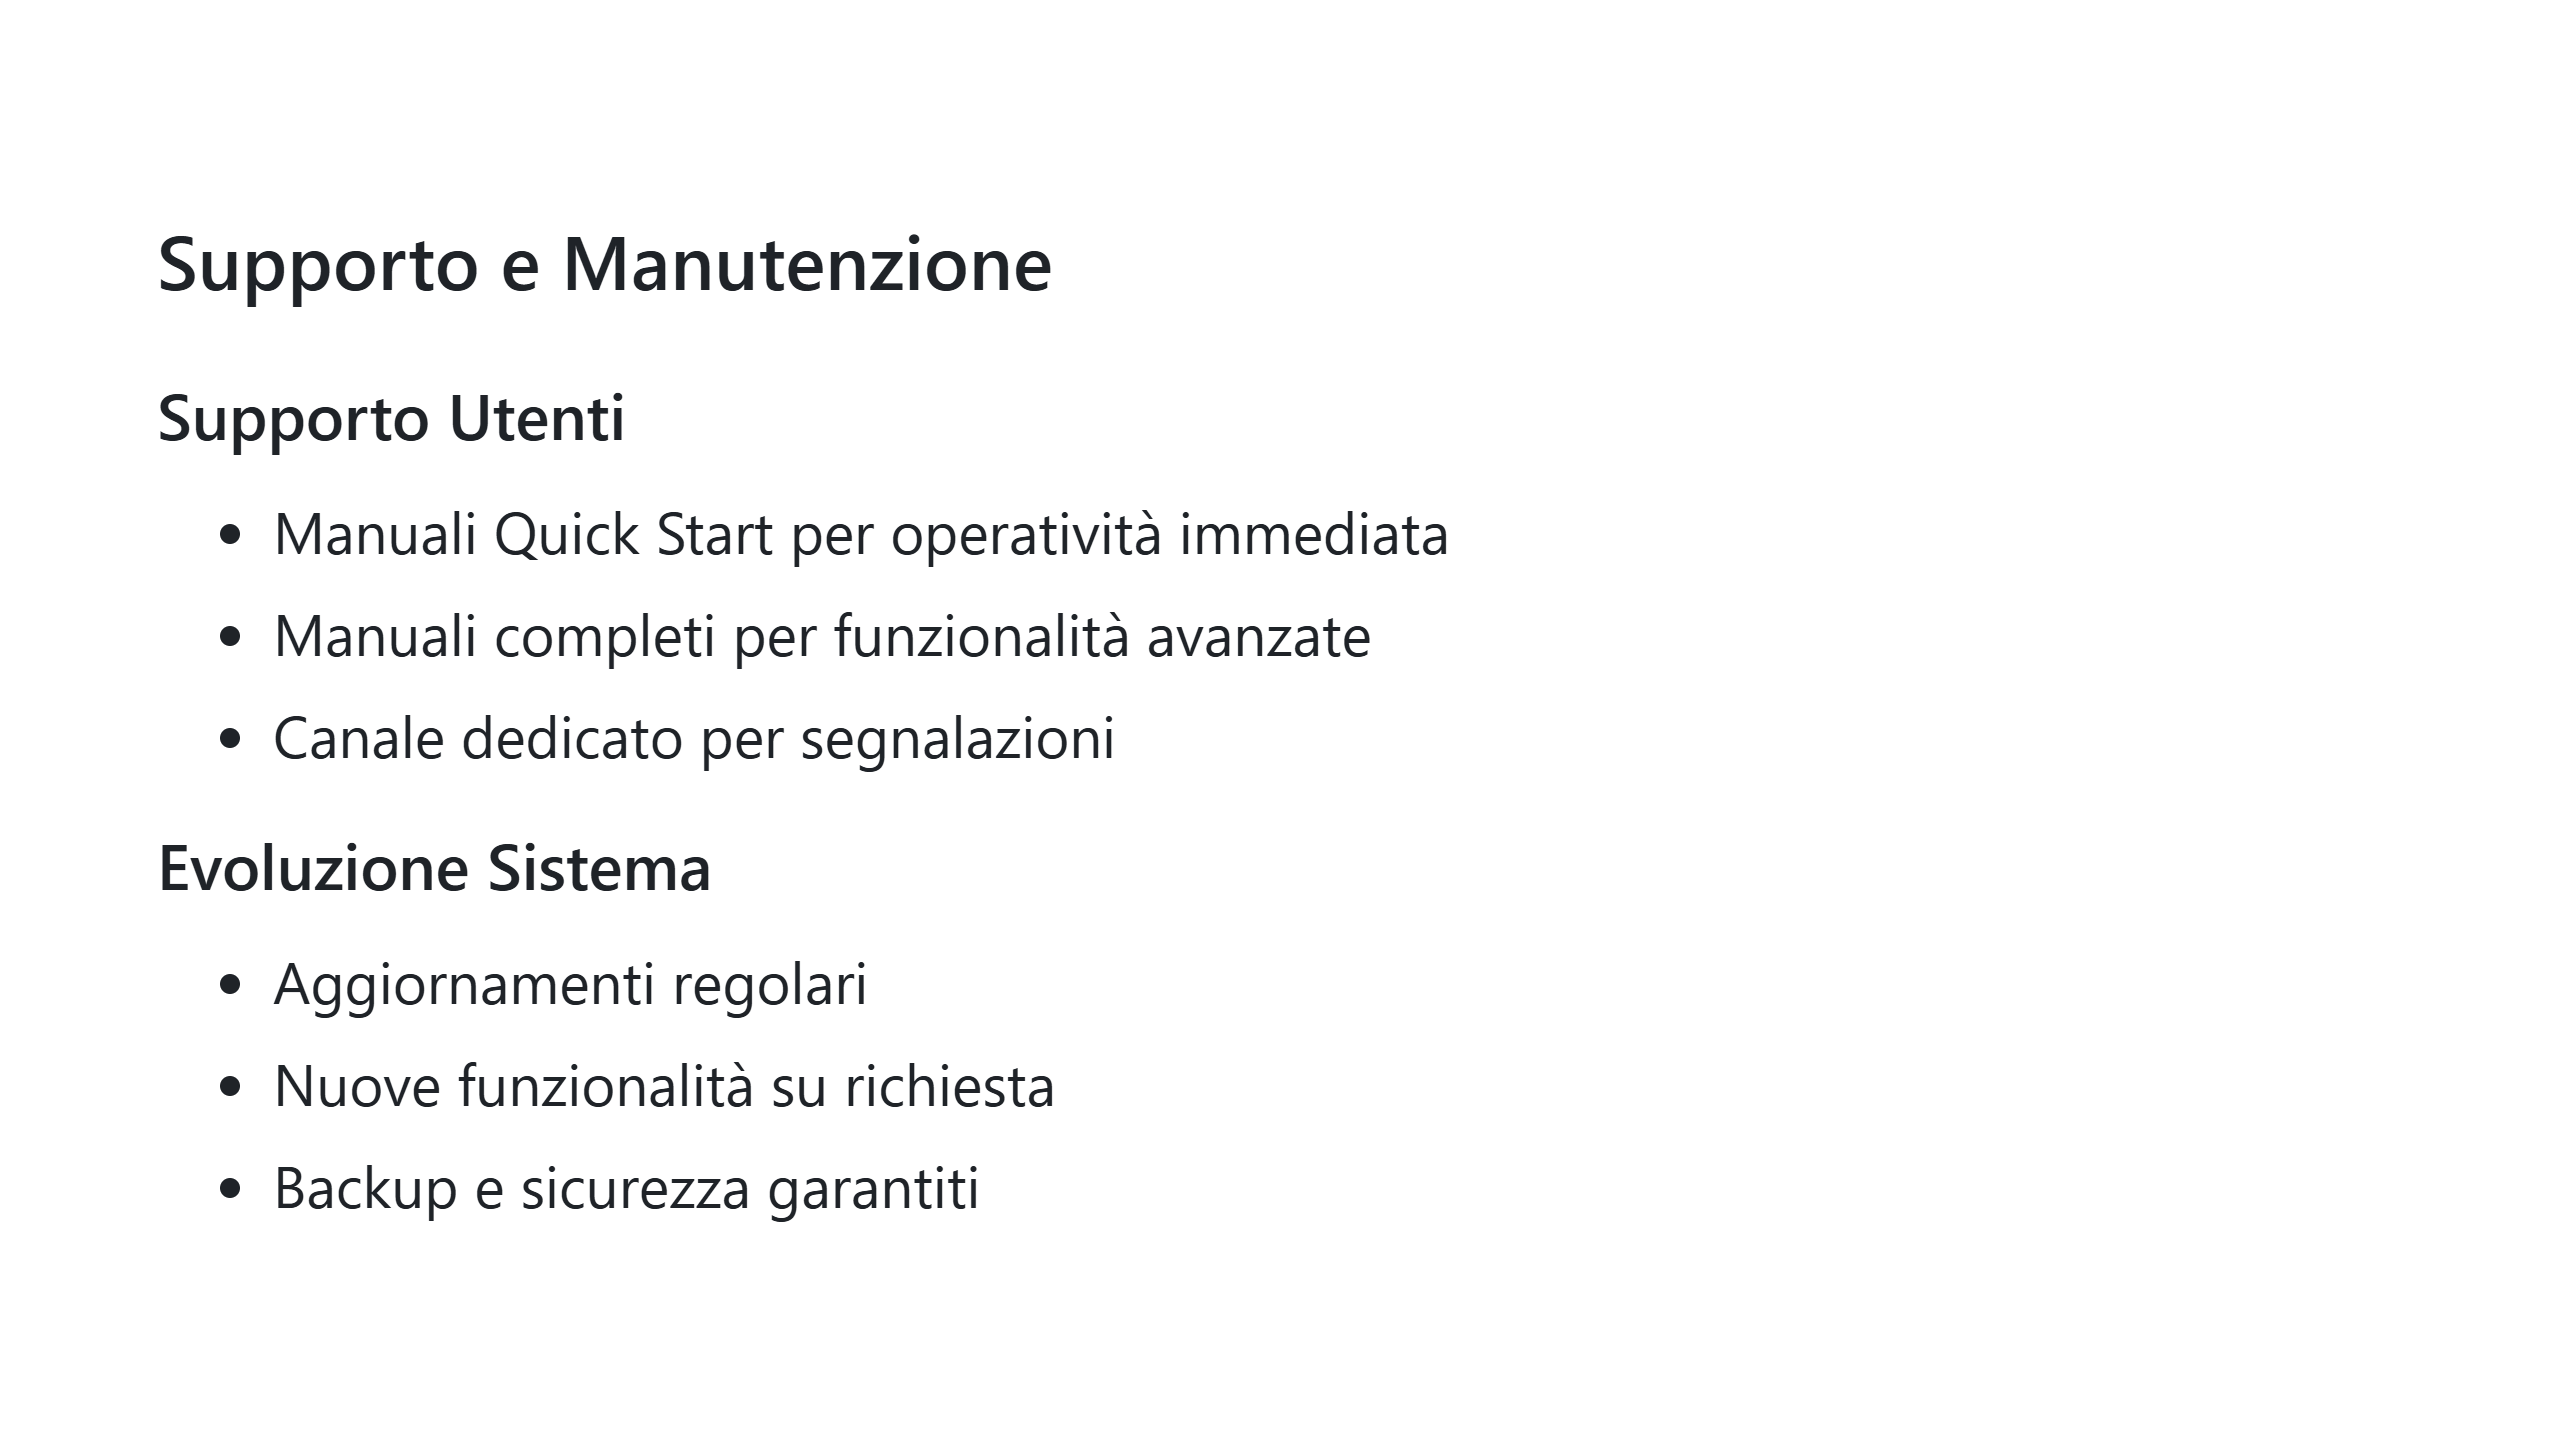 Supporto e Manutenzione
Supporto Utenti
• Manuali Quick Start per operatività immediata
• Manuali completi per funzionalità avanzate
• Canale dedicato per segnalazioni
Evoluzione Sistema
• Aggiornamenti regolari
• Nuove funzionalità su richiesta
• Backup e sicurezza garantiti